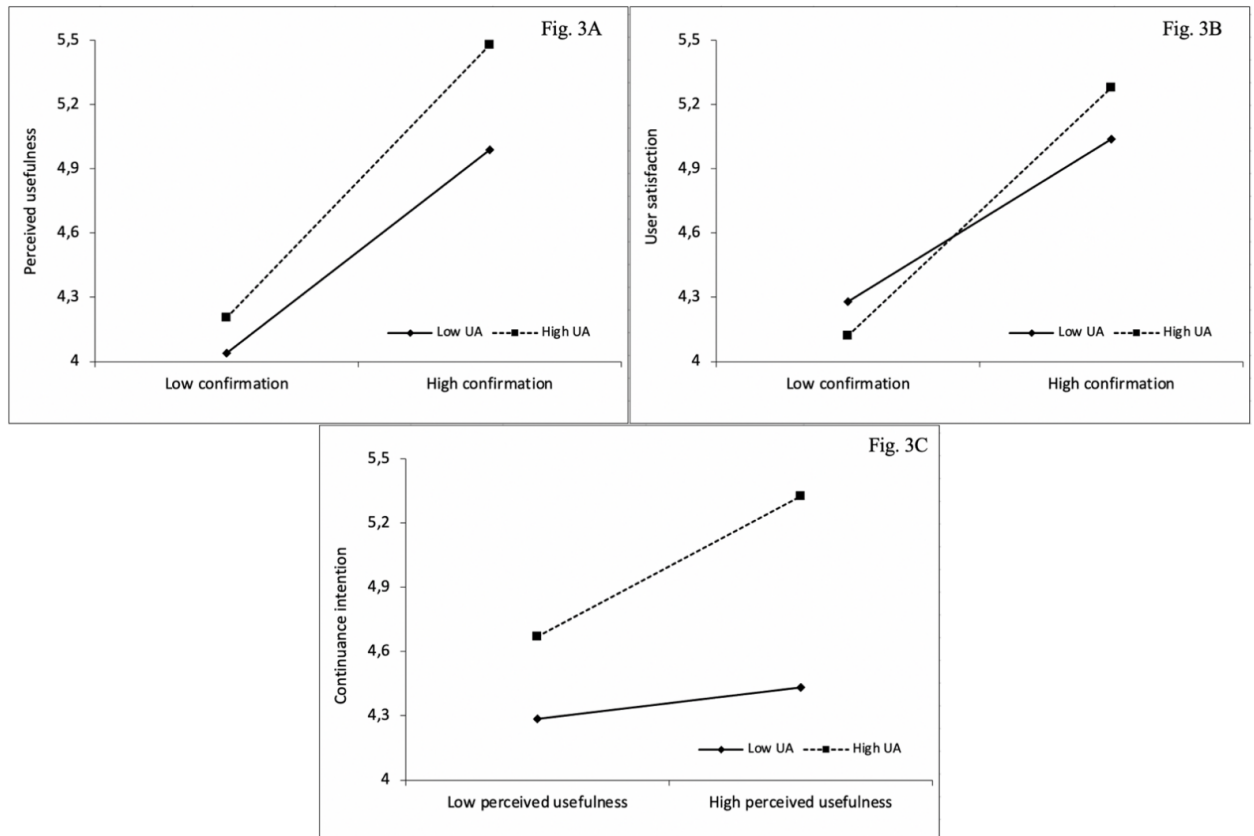 Fig. 3A
5,5
5,2
4,9
4,6
4,3
4
Perceived usefulness
Low UA High UA
Low confirmation High confirmation
Fig. 3B
5,5
5,2
4,9
4,6
4,3
4
User satisfaction
Low UA High UA
Low confirmation High confirmation
Fig. 3C
5,5
5,2
4,9
4,6
4,3
4
Continuance intention
Low UA High UA
Low perceived usefulness High perceived usefulness